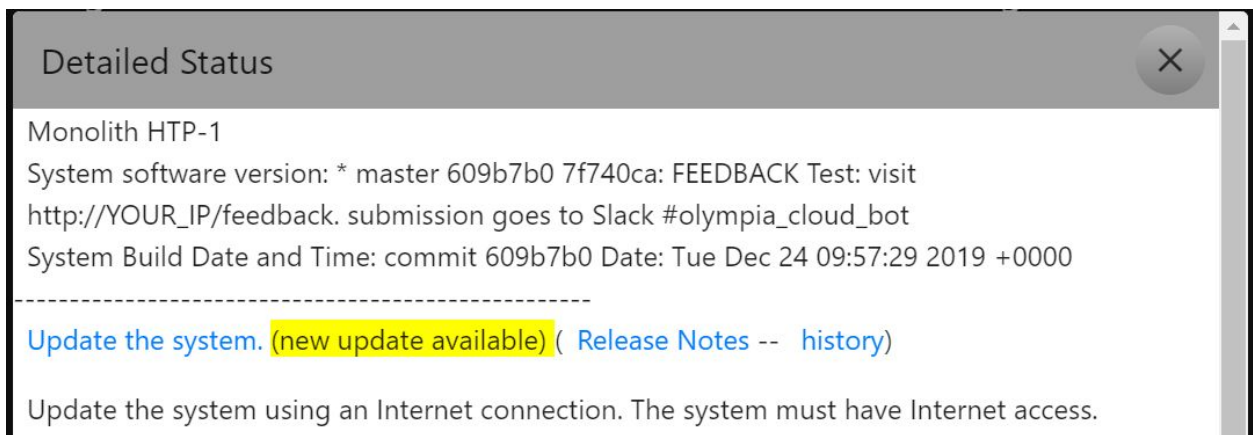 Detailed Status
Monolith HTP-1
System software version: * master 609b7b0 7f740ca: FEEDBACK Test: visit
http://YOUR_IP/feedback. submission goes to Slack #olympia_cloud_bot
System Build Date and Time: commit 609b7b0 Date: Tue Dec 24 09:57:29 2019 +0000
----------------------------------------------------
Update the system. (new update available) ( Release Notes -- history)
Update the system using an Internet connection. The system must have Internet access.